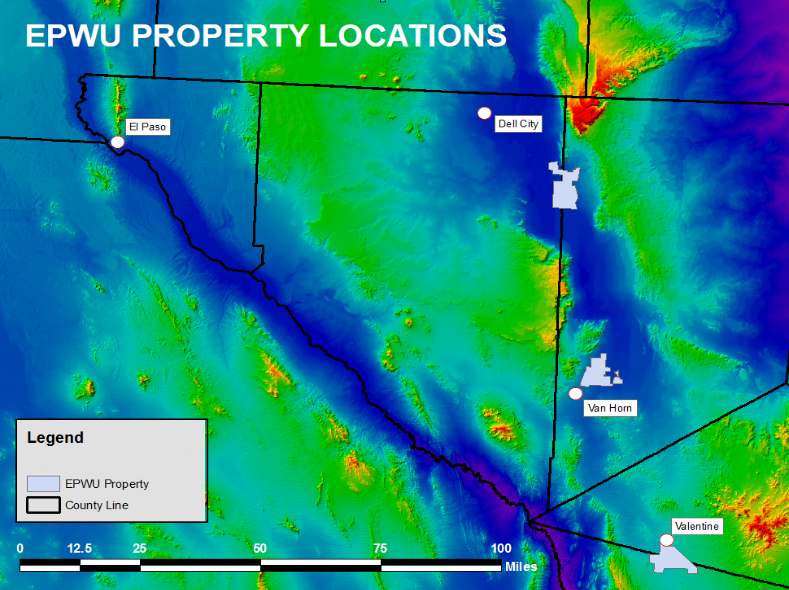 EPWU PROPERTY LOCATIONS
El Paso
Dell City
Van Horn
Legend
EPWU Property
County Line
Valentine
0 12.5 25 50 75 100
Miles